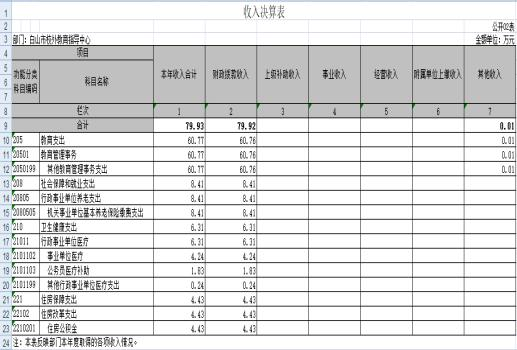 收入决算表
公开02表
部门：白山市校外教育指导中心 金额单位：万元
项目
功能分类科目编码 科目名称 本年收入合计 财政拨款收入 上级补助收入 事业收入 经营收入 附属单位上缴收入 其他收入
栏次 1 2 3 4 5 6 7
合计 79.93 79.92 0.01
205 教育支出 60.77 60.76 0.01
20501 教育管理事务 60.77 60.76 0.01
2050199 其他教育管理事务支出 60.77 60.76 0.01
208 社会保障和就业支出 8.41 8.41
20805 行政事业单位养老支出 8.41 8.41
2080505 机关事业单位基本养老保险缴费支出 8.41 8.41
210 卫生健康支出 6.31 6.31
21011 行政事业单位医疗 6.31 6.31
2101102 事业单位医疗 4.24 4.24
2101103 公务员医疗补助 1.83 1.83
2101199 其他行政事业单位医疗支出 0.24 0.24
221 住房保障支出 4.43 4.43
22102 住房改革支出 4.43 4.43
2210201 住房公积金 4.43 4.43
注：本表反映部门本年度取得的各项收入情况。